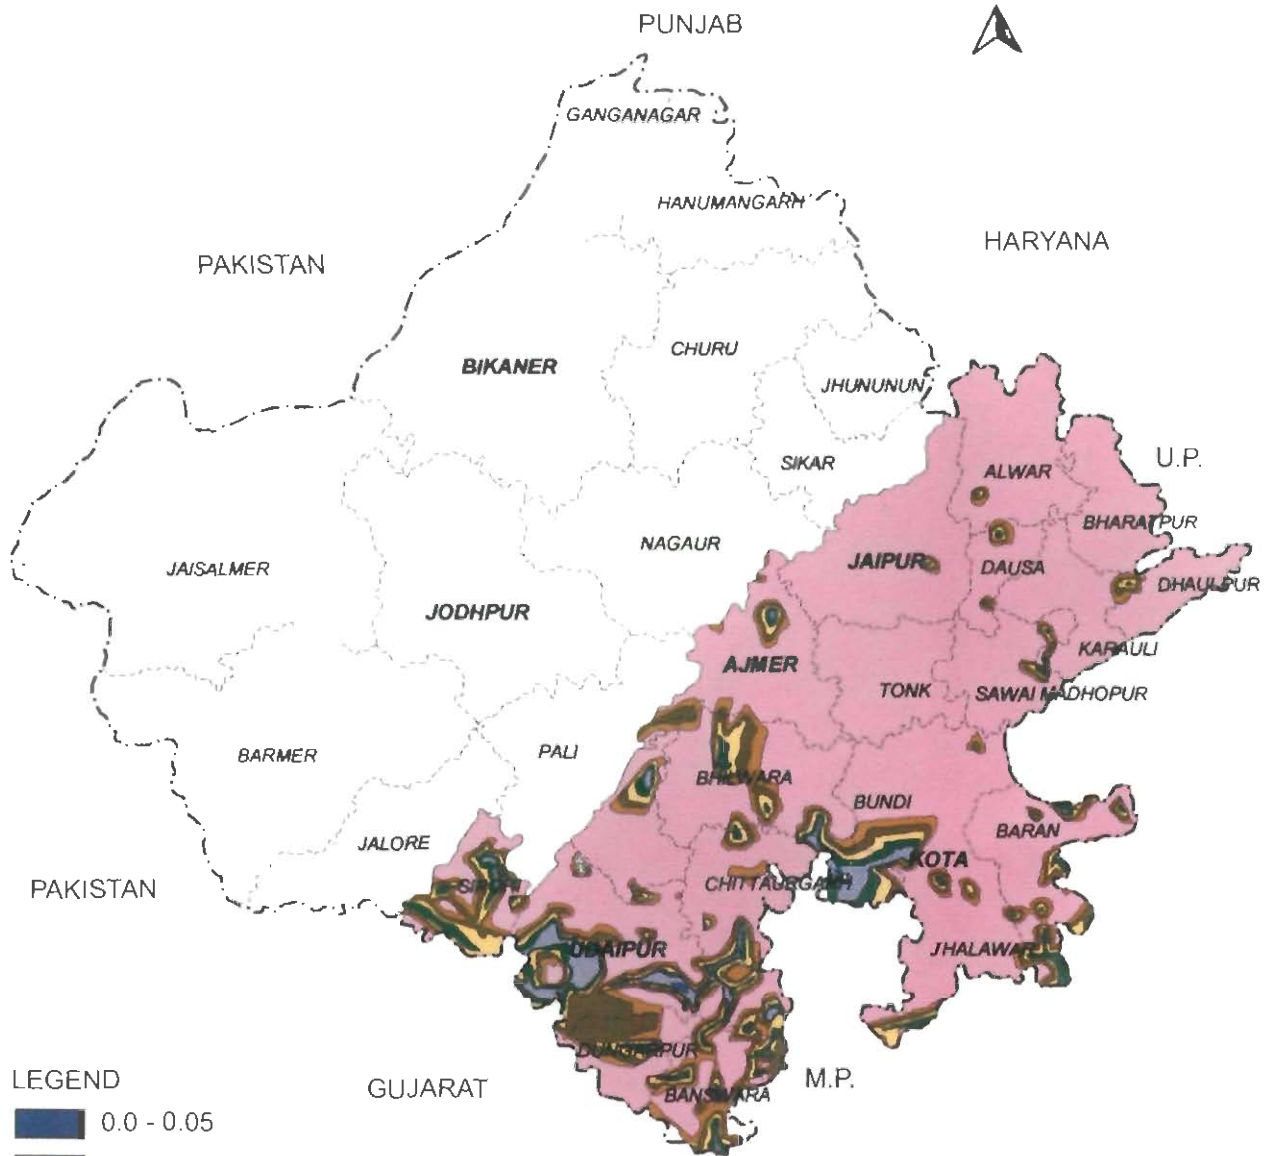 PUNJAB
GANGANAGAR
HANUMANGARH
HARYANA
PAKISTAN
CHURU
BIKANER
JHUNUNUN
SIKAR
U.P.
ALWAR
BHARATPUR
NAGAUR
JAIPUR
DAUSA
JAISALMER
DHAULPUR
JODHPUR
KARAULI
AJMER
TONK
SAWAI MADHOPUR
PALI
BARMER
BHILWARA
BUNDI
BARAN
JALORE
KOTA
PAKISTAN
SIROHI
CHITTAURGARH
UDAIPUR
JHALAWAR
DUNGARPUR
LEGEND
GUJARAT
M.P.
BANSWARA
0.0 - 0.05